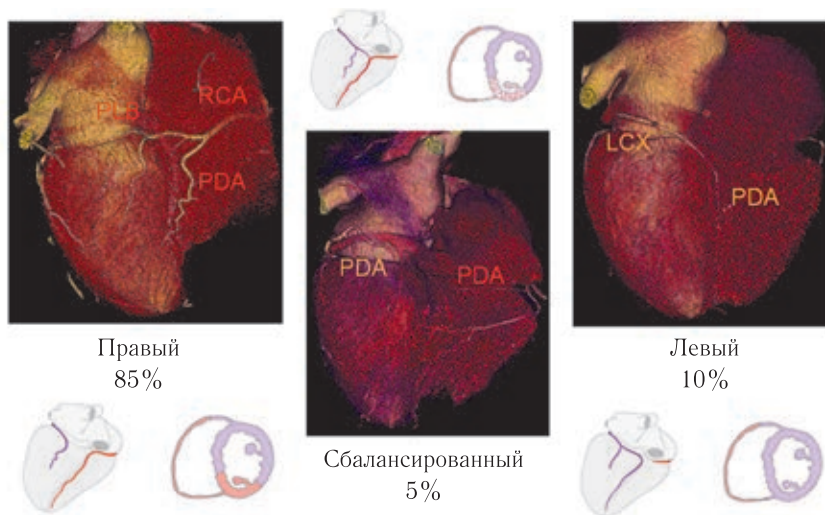 PLB
RCA
PDA
Правый
85%
PDA
PDA
Сбалансированный
5%
LCX
PDA
Левый
10%